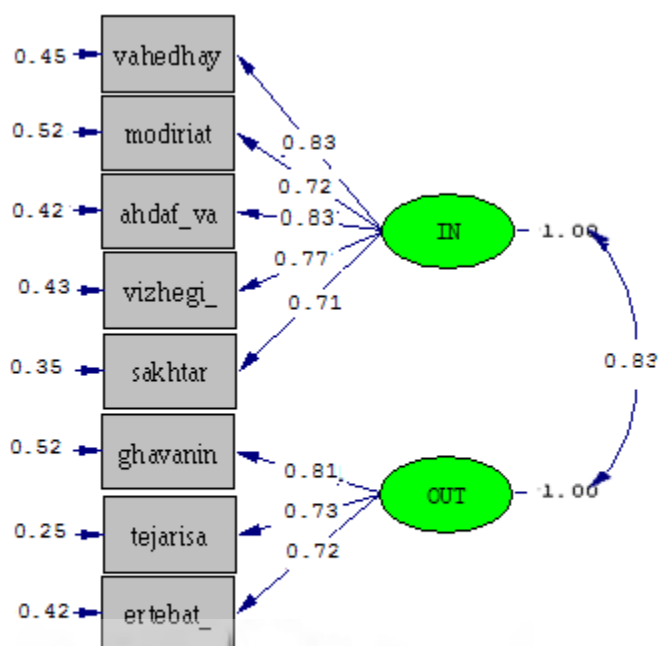 0.45 vahedhay
0.83
0.52 modiriat
0.72
0.42 ahdaf_va 0.83 IN 1.00
0.77
0.43 vizhegi_
0.71
0.35 sakhtar 0.83
0.52 ghavanin
0.81
OUT 1.00
0.73
0.25 tejarisa
0.72
0.42 ertebat_